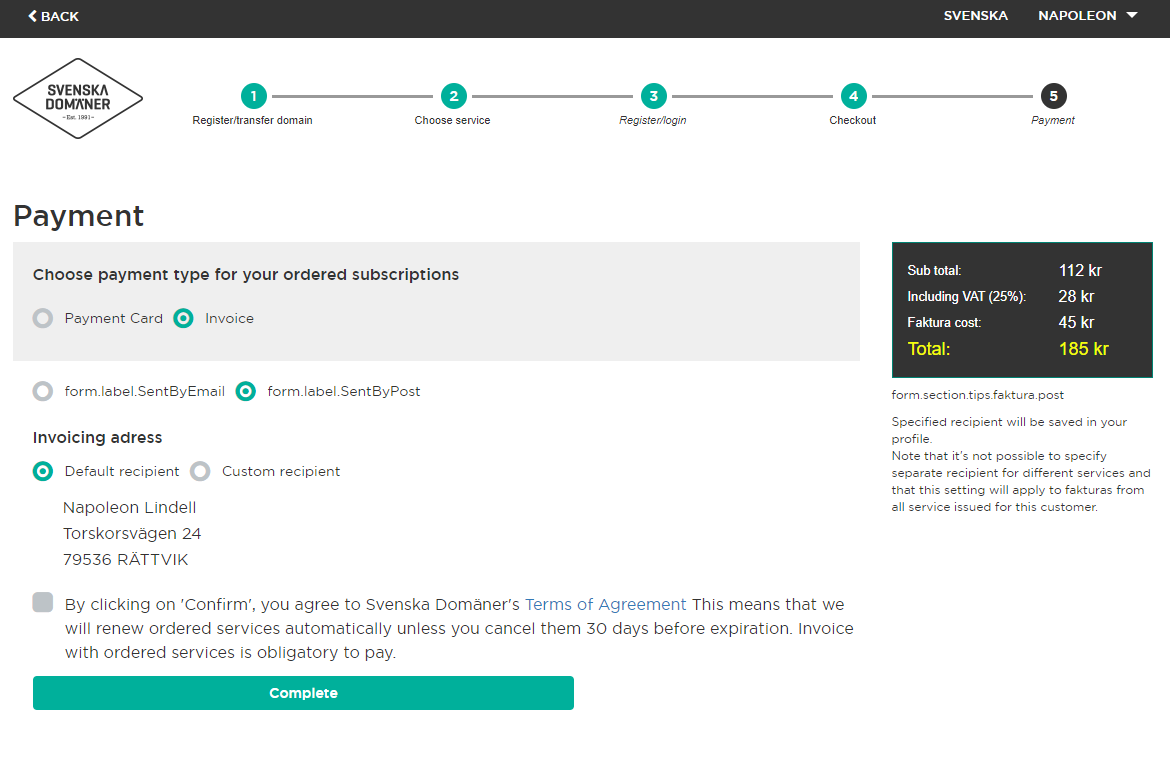 BACK
SVENSKA
NAPOLEON
SVENSKA
DOMÄNER
~Est. 1991~
1
2
3
4
5
Register/transfer domain
Choose service
Register/login
Checkout
Payment
Payment
Choose payment type for your ordered subscriptions
Payment Card
Invoice
form.label.SentByEmail
form.label.SentByPost
Invoicing adress
Default recipient
Custom recipient
Napoleon Lindell
Torskorsvägen 24
79536 RÄTTVIK
By clicking on 'Confirm', you agree to Svenska Domäner's Terms of Agreement This means that we
will renew ordered services automatically unless you cancel them 30 days before expiration. Invoice
with ordered services is obligatory to pay.
Complete
Sub total: 112 kr
Including VAT (25%): 28 kr
Faktura cost: 45 kr
Total: 185 kr
form.section.tips.faktura.post
Specified recipient will be saved in your
profile.
Note that it's not possible to specify
separate recipient for different services and
that this setting will apply to fakturas from
all service issued for this customer.